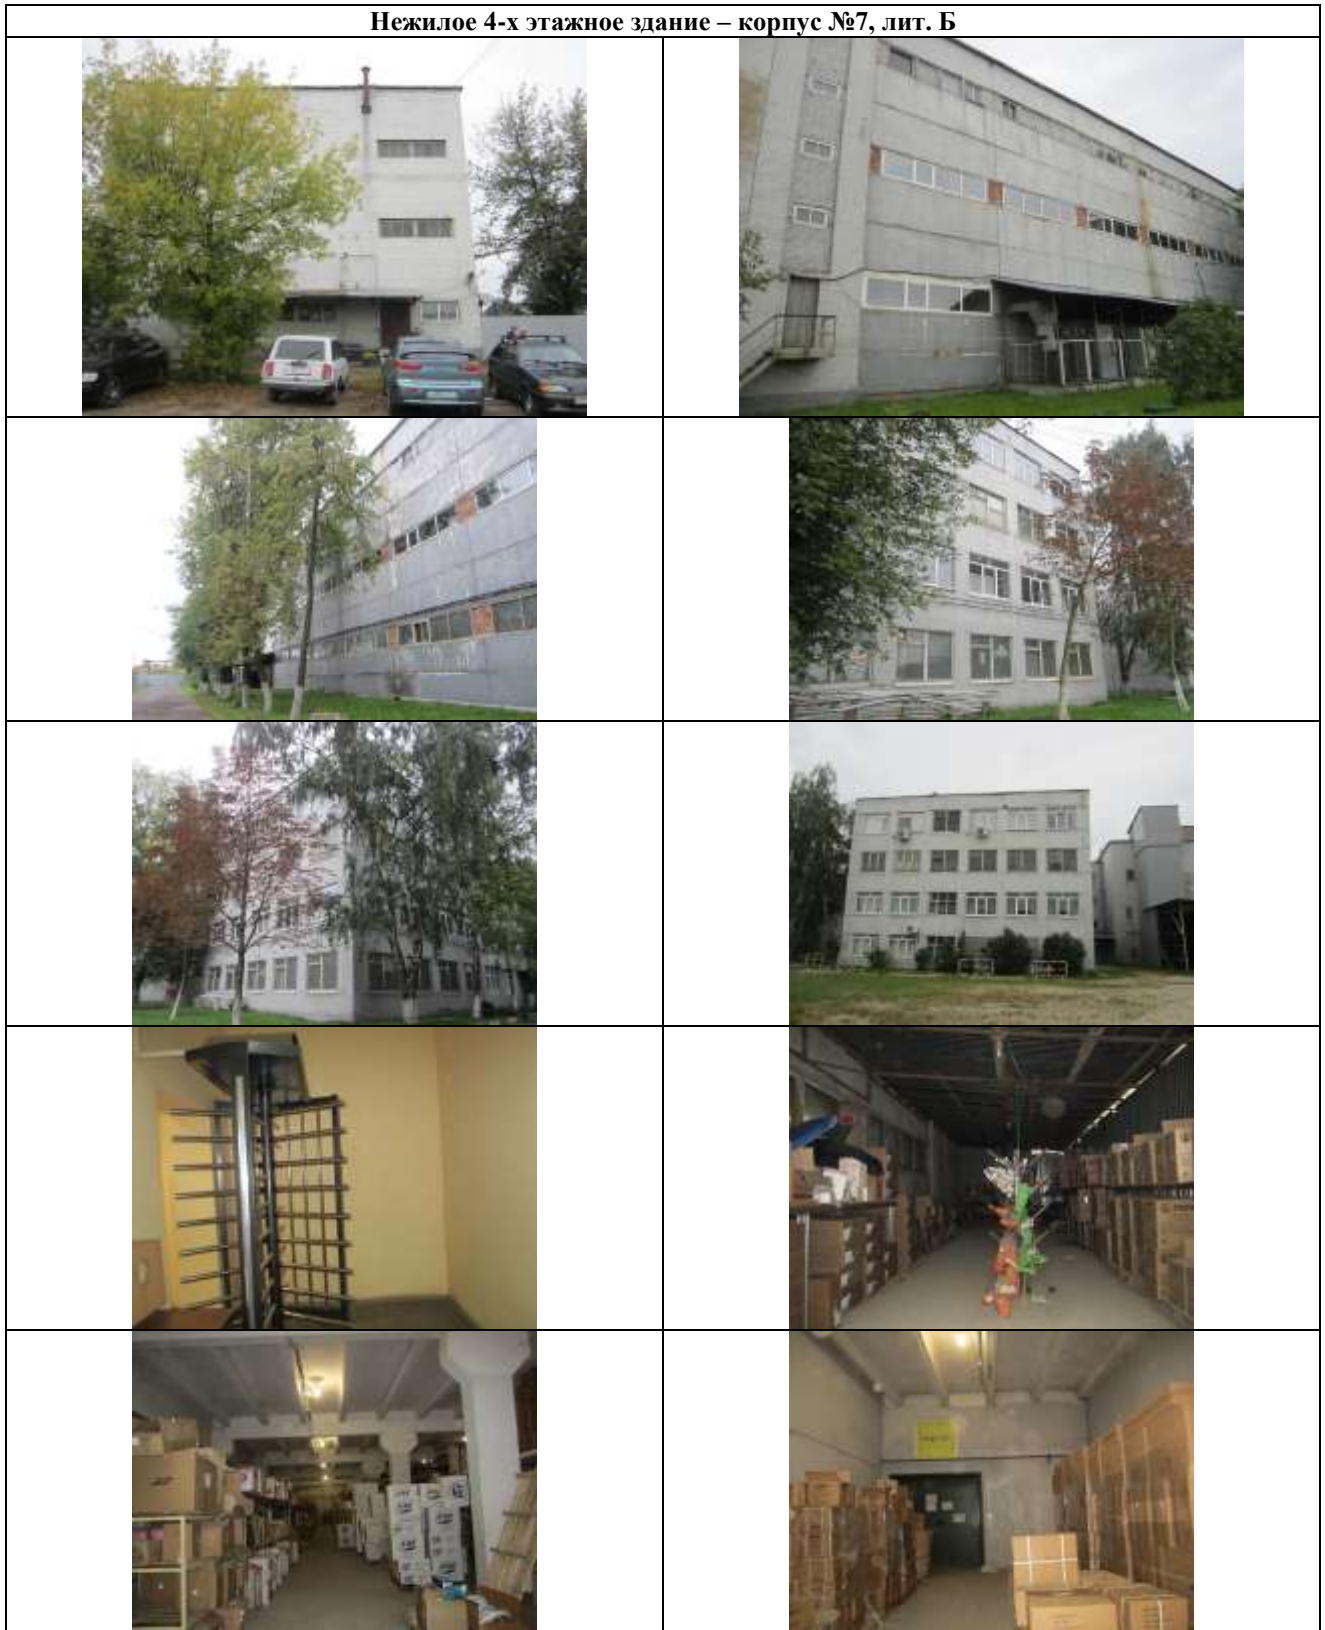 Нежилое 4-х этажное здание – корпус №7, лит. Б